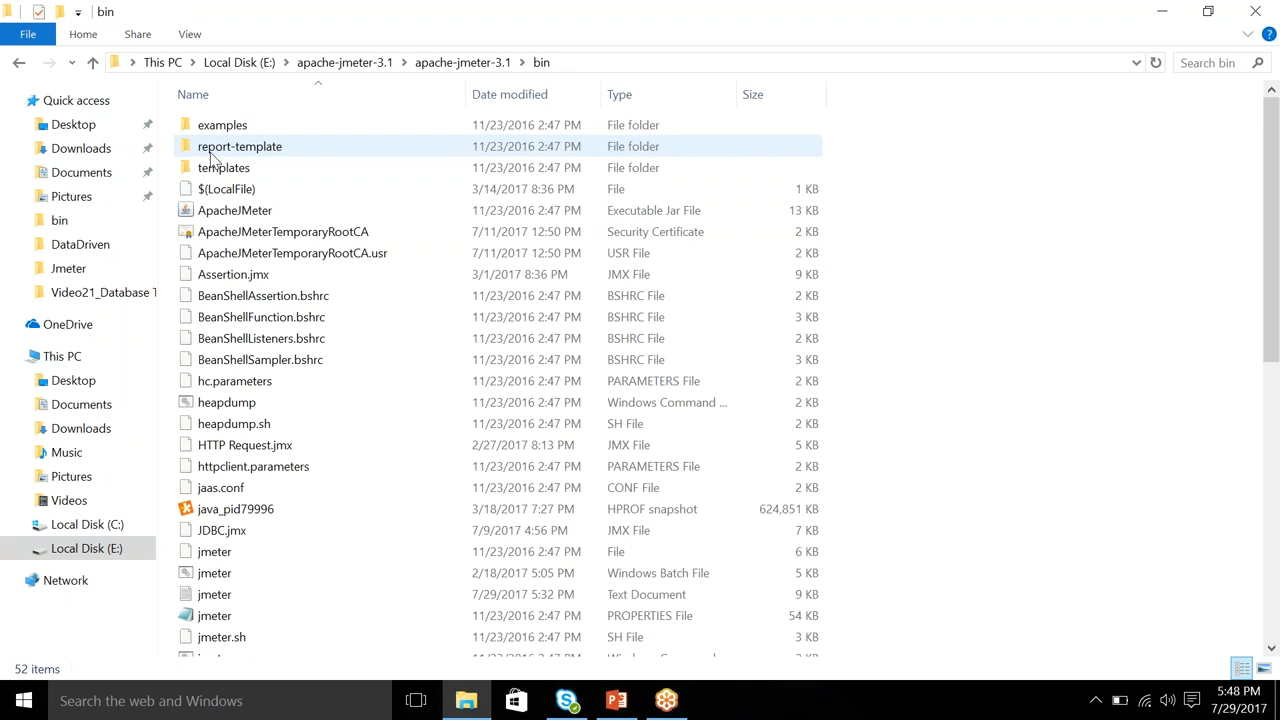 bin
File Home Share View
This PC Local Disk (E:) apache-jmeter-3.1 apache-jmeter-3.1 bin Search bin
Name Date modified Type Size
Quick access
Desktop
Downloads
Documents
Pictures
bin
DataDriven
Jmeter
Video21_Database T
OneDrive
This PC
Desktop
Documents
Downloads
Music
Pictures
Videos
Local Disk (C:)
Local Disk (E:)
Network
examples 11/23/2016 2:47 PM File folder
report-template 11/23/2016 2:47 PM File folder
templates 11/23/2016 2:47 PM File folder
$(LocalFile) 3/14/2017 8:36 PM File 1 KB
ApacheJMeter 11/23/2016 2:47 PM Executable Jar File 13 KB
ApacheJMeterTemporaryRootCA 7/11/2017 12:50 PM Security Certificate 2 KB
ApacheJMeterTemporaryRootCA.usr 7/11/2017 12:50 PM USR File 2 KB
Assertion.jmx 3/1/2017 8:36 PM JMX File 9 KB
BeanShellAssertion.bshrc 11/23/2016 2:47 PM BSHRC File 2 KB
BeanShellFunction.bshrc 11/23/2016 2:47 PM BSHRC File 3 KB
BeanShellListeners.bshrc 11/23/2016 2:47 PM BSHRC File 2 KB
BeanShellSampler.bshrc 11/23/2016 2:47 PM BSHRC File 3 KB
hc.parameters 11/23/2016 2:47 PM PARAMETERS File 2 KB
heapdump 11/23/2016 2:47 PM Windows Command ... 2 KB
heapdump.sh 11/23/2016 2:47 PM SH File 2 KB
HTTP Request.jmx 2/27/2017 8:13 PM JMX File 5 KB
httpclient.parameters 11/23/2016 2:47 PM PARAMETERS File 2 KB
jaas.conf 11/23/2016 2:47 PM CONF File 2 KB
java_pid79996 3/18/2017 7:27 PM HPROF snapshot 624,851 KB
JDBC.jmx 7/9/2017 4:56 PM JMX File 7 KB
jmeter 11/23/2016 2:47 PM File 6 KB
jmeter 2/18/2017 5:05 PM Windows Batch File 5 KB
jmeter 7/29/2017 5:32 PM Text Document 9 KB
jmeter 11/23/2016 2:47 PM PROPERTIES File 54 KB
jmeter.sh 11/23/2016 2:47 PM SH File 3 KB
52 items
Search the web and Windows
5:48 PM
7/29/2017